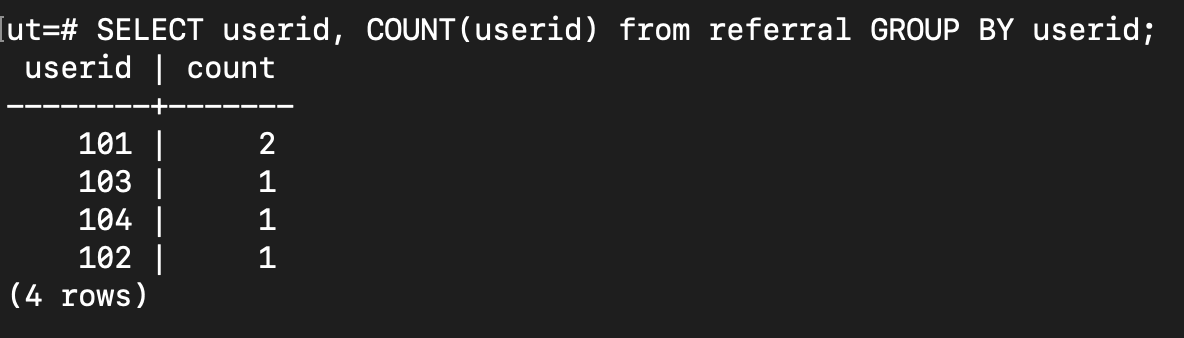 [ut=# SELECT userid, COUNT(userid) from referral GROUP BY userid;
userid | count
--------+-------
101 | 2
103 | 1
104 | 1
102 | 1
(4 rows)